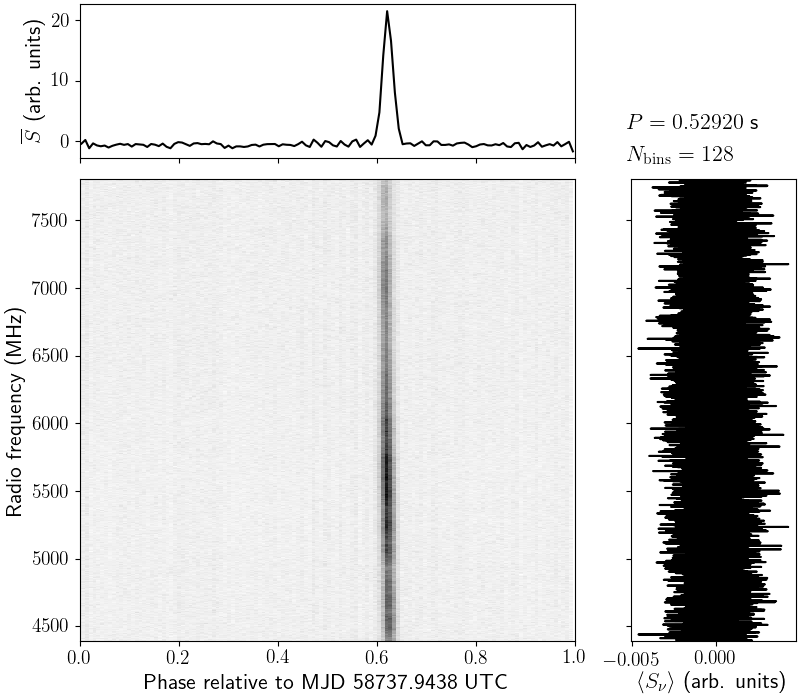 20
10
0
S̅ (arb. units)
P = 0.52920 s
N_bins = 128
7500
7000
6500
6000
5500
5000
4500
Radio frequency (MHz)
0.0 0.2 0.4 0.6 0.8 1.0
Phase relative to MJD 58737.9438 UTC
−0.005 0.000
⟨S_ν⟩ (arb. units)